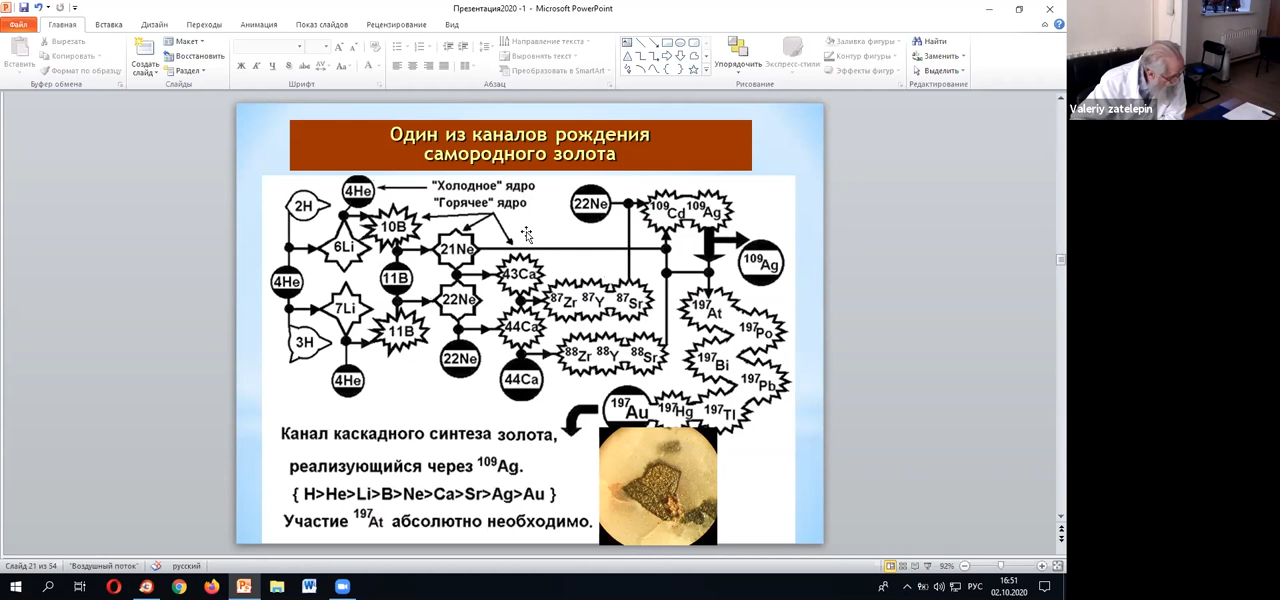 Презентация2020 -1 - Microsoft PowerPoint
Файл Главная Вставка Дизайн Переходы Анимация Показ слайдов Рецензирование Вид
Вставить
Вырезать
Копировать
Формат по образцу
Буфер обмена
Создать слайд
Макет
Восстановить
Раздел
Слайды
Ж К Ч S abc AV Aa A
Шрифт
Направление текста
Выровнять текст
Преобразовать в SmartArt
Абзац
Упорядочить
Экспресс-стили
Заливка фигуры
Контур фигуры
Эффекты фигур
Рисование
Найти
Заменить
Выделить
Редактирование
Valeriy zatelepin
Один из каналов рождения
самородного золота
"Холодное" ядро
"Горячее" ядро
2H 4He 10B 6Li 4He 7Li 3H 4He 11B 11B
21Ne 22Ne 22Ne 43Ca 44Ca 44Ca
87Zr 87Y 87Sr
88Zr 88Y 88Sr
22Ne 109Cd 109Ag 109Ag
197At 197Po 197Bi 197Pb
197Au 197Hg 197Tl
Канал каскадного синтеза золота,
реализующийся через 109Ag.
{ H>He>Li>B>Ne>Ca>Sr>Ag>Au }
Участие 197At абсолютно необходимо.
Слайд 21 из 54 "Воздушный поток" русский 92%
РУС 16:51
02.10.2020